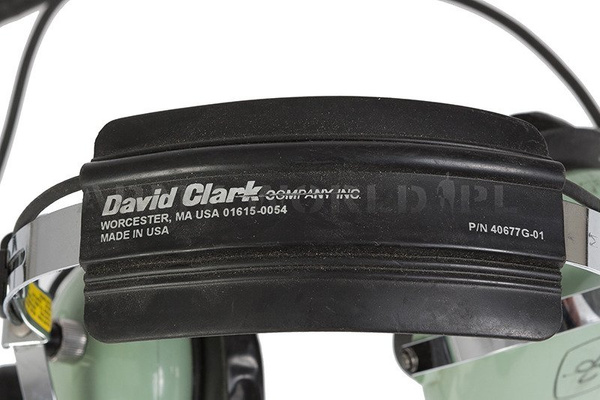 David Clark COMPANY INC.
WORCESTER, MA USA 01615-0054
MADE IN USA
P/N 40677G-01